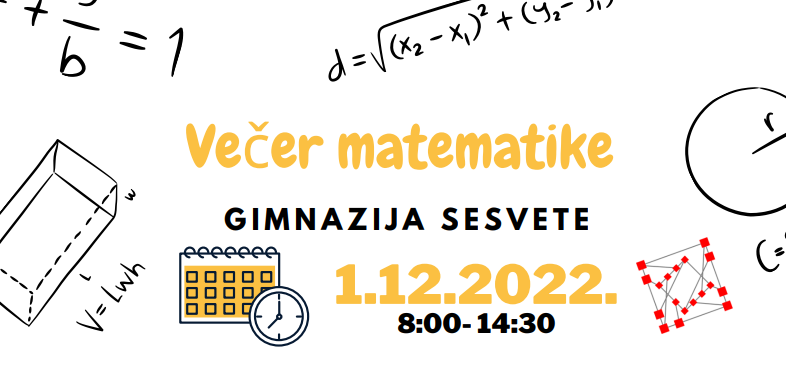 + /b = 1
d = √(x₂ - x₁)² + (y₂ -
Večer matematike
r
GIMNAZIJA SESVETE
w
L
V = Lwh
C =
1.12.2022.
8:00- 14:30